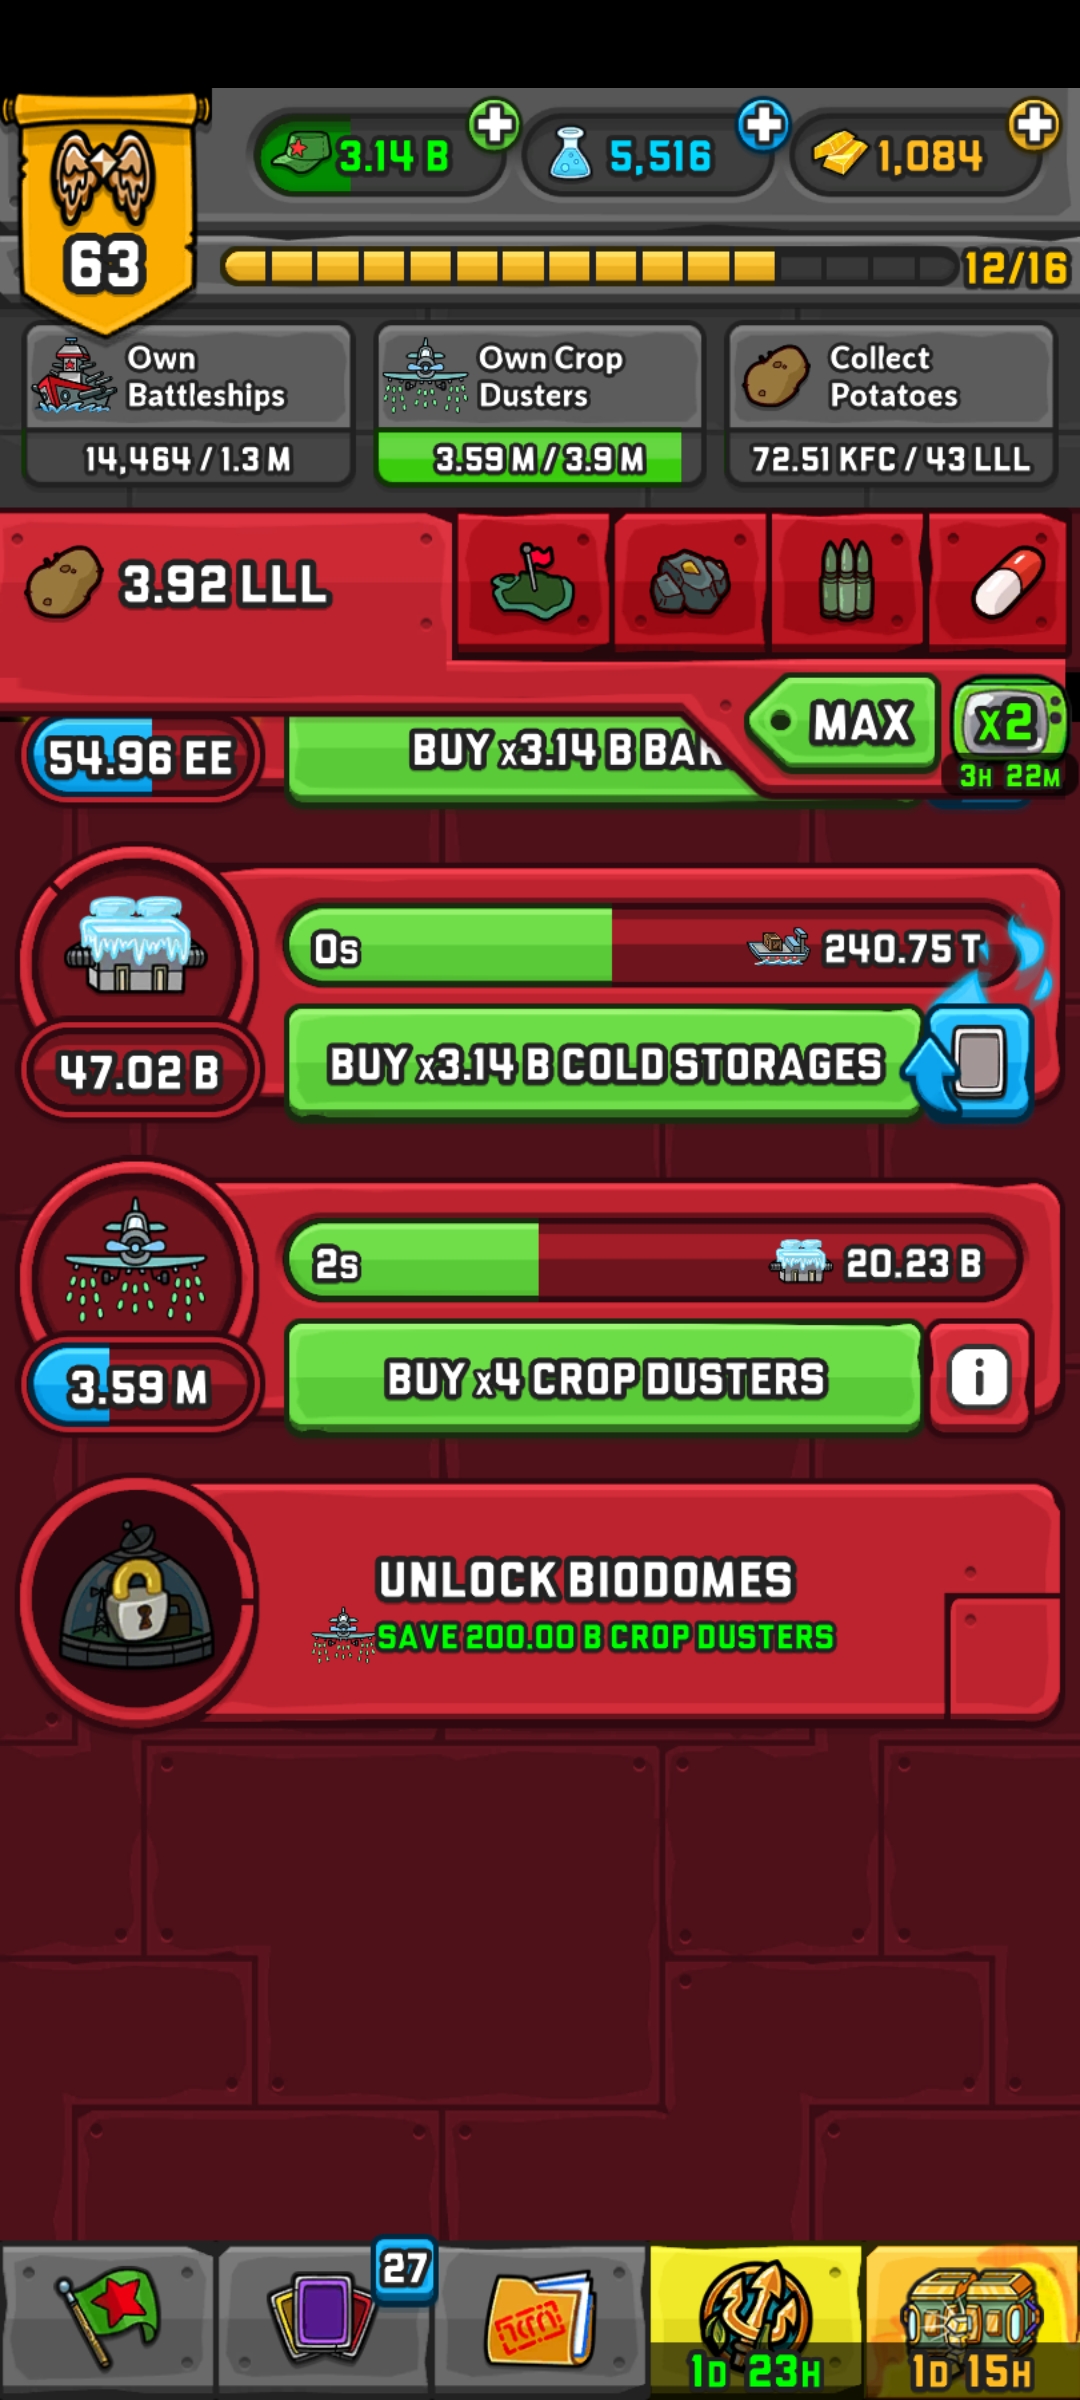 3.14 B
5,516
1,084
63
12/16
Own
Battleships
14,464 / 1.3 M
Own Crop
Dusters
3.59 M / 3.9 M
Collect
Potatoes
72.51 KFC / 43 LLL
3.92 LLL
MAX
x2
3H 22M
54.96 EE
BUY x3.14 B BAR
0s
240.75 T
47.02 B
BUY x3.14 B COLD STORAGES
2s
20.23 B
3.59 M
BUY x4 CROP DUSTERS
i
UNLOCK BIODOMES
SAVE 200.00 B CROP DUSTERS
27
1D 23H
1D 15H